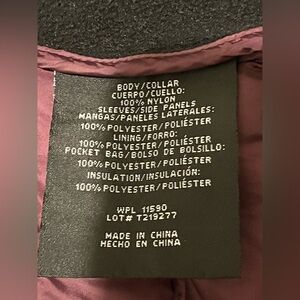 BODY/COLLAR
CUERPO/CUELLO:
100% NYLON
SLEEVES/SIDE PANELS
MANGAS/PANELES LATERALES:
100% POLYESTER/POLIÉSTER
LINING/FORRO:
100% POLYESTER/POLIÉSTER
POCKET BAG/BOLSO DE BOLSILLO:
100% POLYESTER/POLIÉSTER
INSULATION/INSULACIÓN:
100% POLYESTER/POLIÉSTER
WPL 11590
LOT# T219277
MADE IN CHINA
HECHO EN CHINA